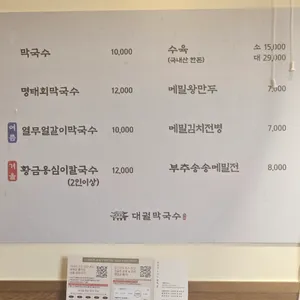 막국수 10,000
명태회막국수 12,000
여름 열무얼갈이막국수 10,000
겨울 황금옹심이칼국수 12,000
(2인이상)
수육 소 15,000
(국내산 한돈) 대 29,000
메밀왕만두 7,000
메밀김치전병 7,000
부추송송메밀전 8,000
대궐막국수